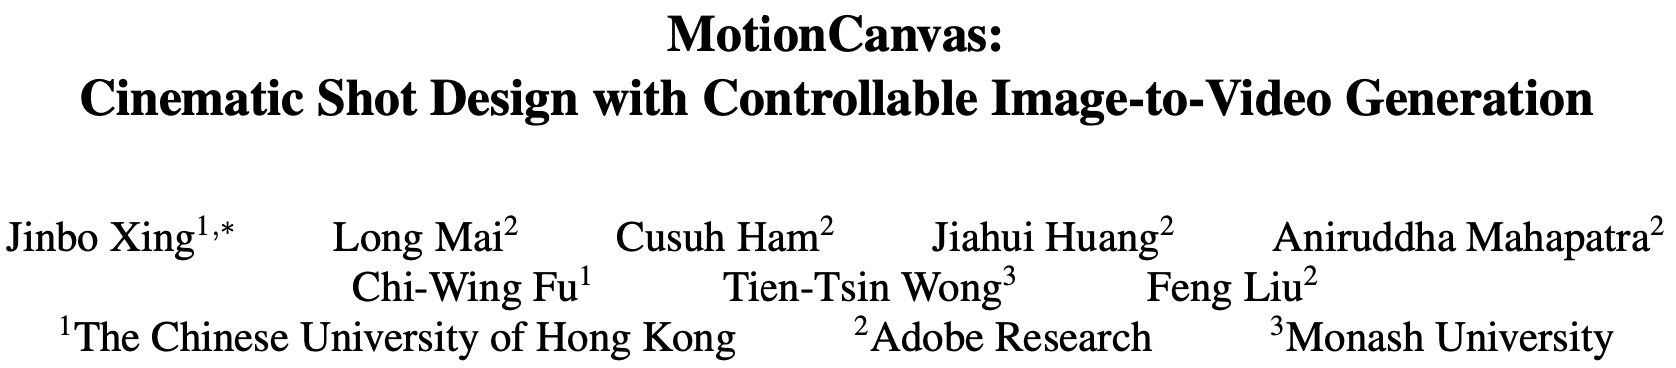 MotionCanvas:
Cinematic Shot Design with Controllable Image-to-Video Generation
Jinbo Xing¹,* Long Mai² Cusuh Ham² Jiahui Huang² Aniruddha Mahapatra²
Chi-Wing Fu¹ Tien-Tsin Wong³ Feng Liu²
¹The Chinese University of Hong Kong ²Adobe Research ³Monash University